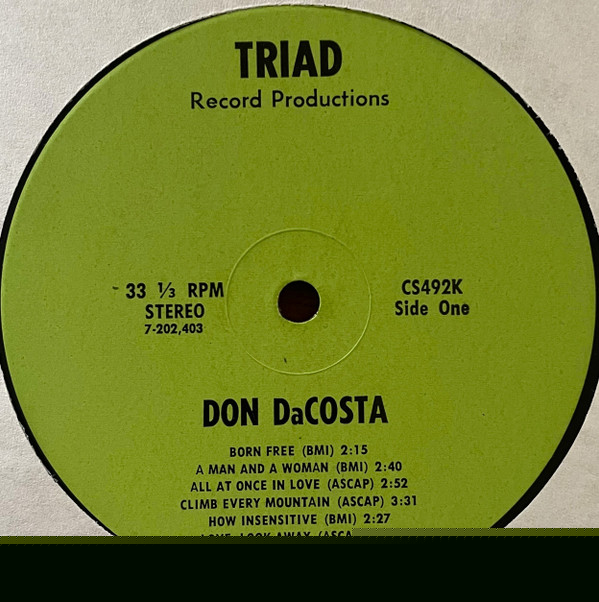 TRIAD
Record Productions
33 ⅓ RPM
STEREO
7-202,403
CS492K
Side One
DON DaCOSTA
BORN FREE (BMI) 2:15
A MAN AND A WOMAN (BMI) 2:40
ALL AT ONCE IN LOVE (ASCAP) 2:52
CLIMB EVERY MOUNTAIN (ASCAP) 3:31
HOW INSENSITIVE (BMI) 2:27
LOOK AWAY